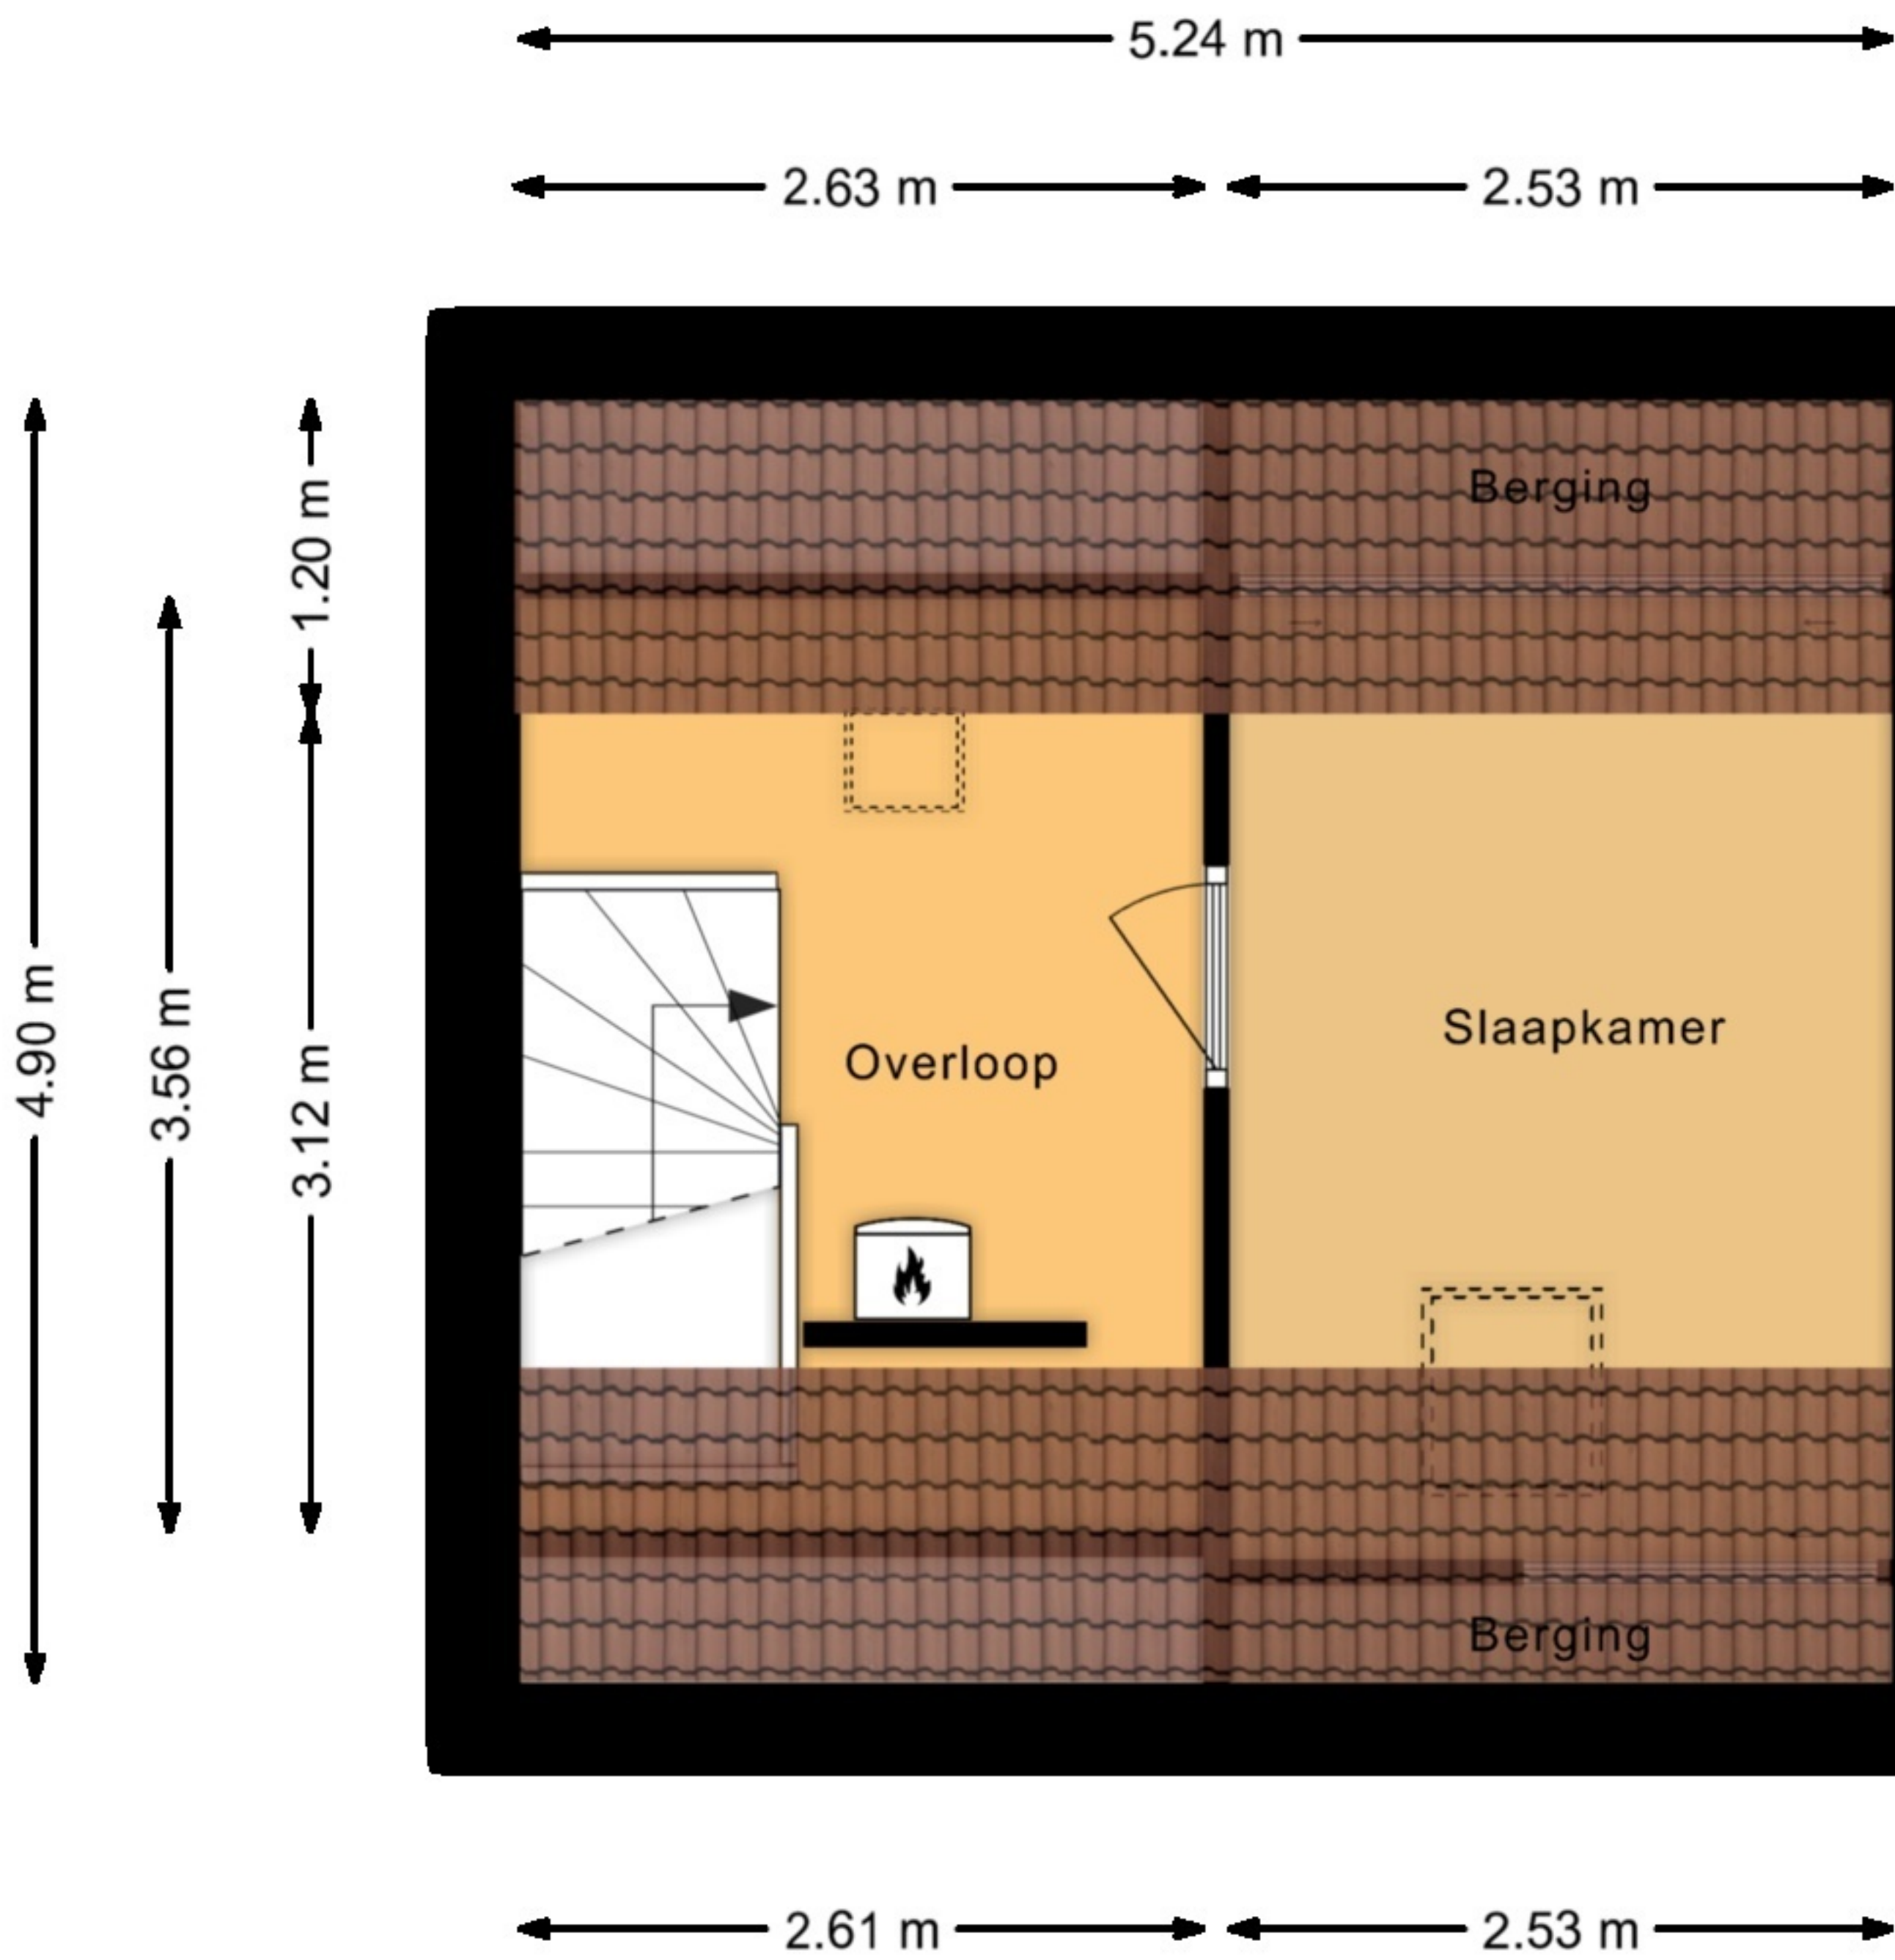 5.24 m
2.63 m
2.53 m
Berging
1.20 m
4.90 m
3.56 m
3.12 m
Overloop
Slaapkamer
Berging
2.61 m
2.53 m